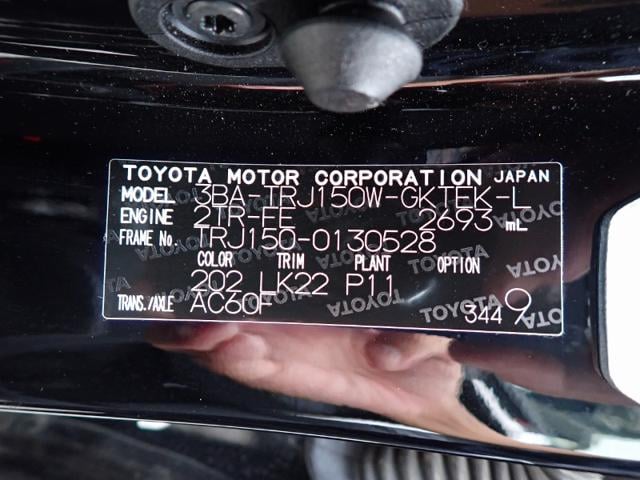 TOYOTA MOTOR CORPORATION JAPAN
MODEL 3BA-TRJ150W-GKTEK-L
ENGINE 2TR-FE 2693 mL
FRAME No. TRJ150-0130528
COLOR TRIM PLANT OPTION
202 LK22 P11
TRANS./AXLE AC60F 3449